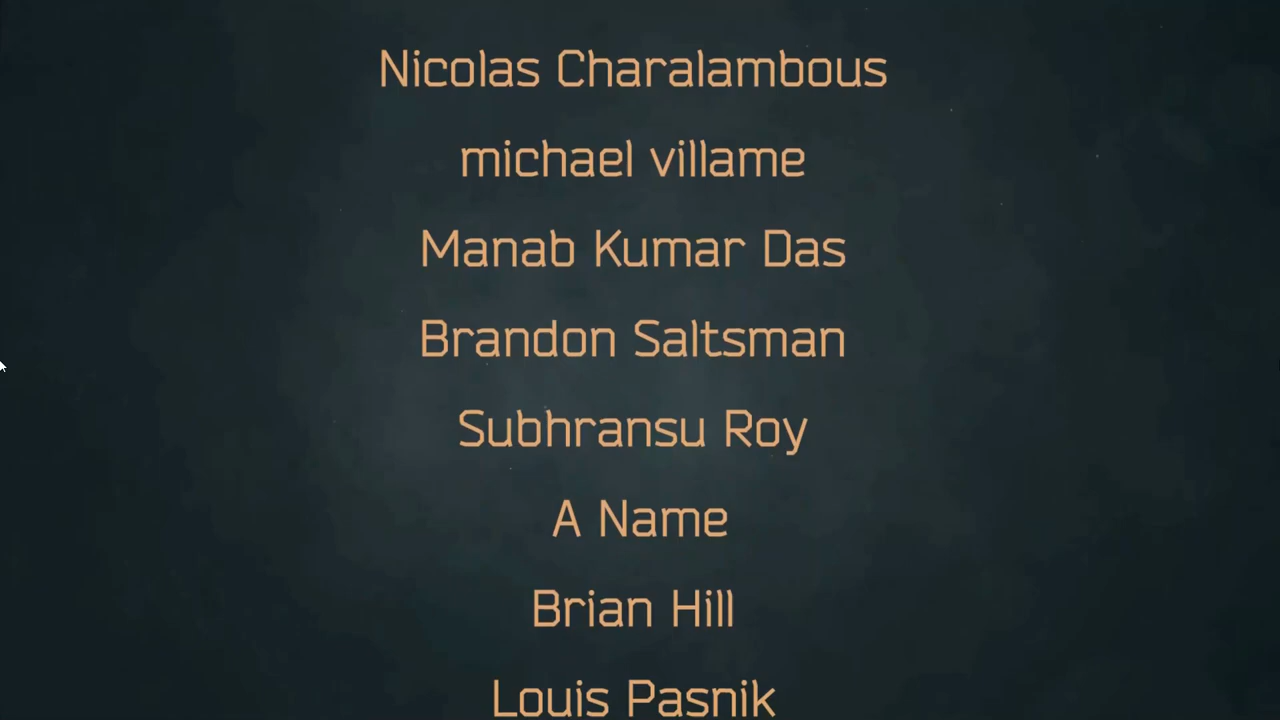 Nicolas Charalambous
michael villame
Manab Kumar Das
Brandon Saltsman
Subhransu Roy
A Name
Brian Hill
Louis Pasnik